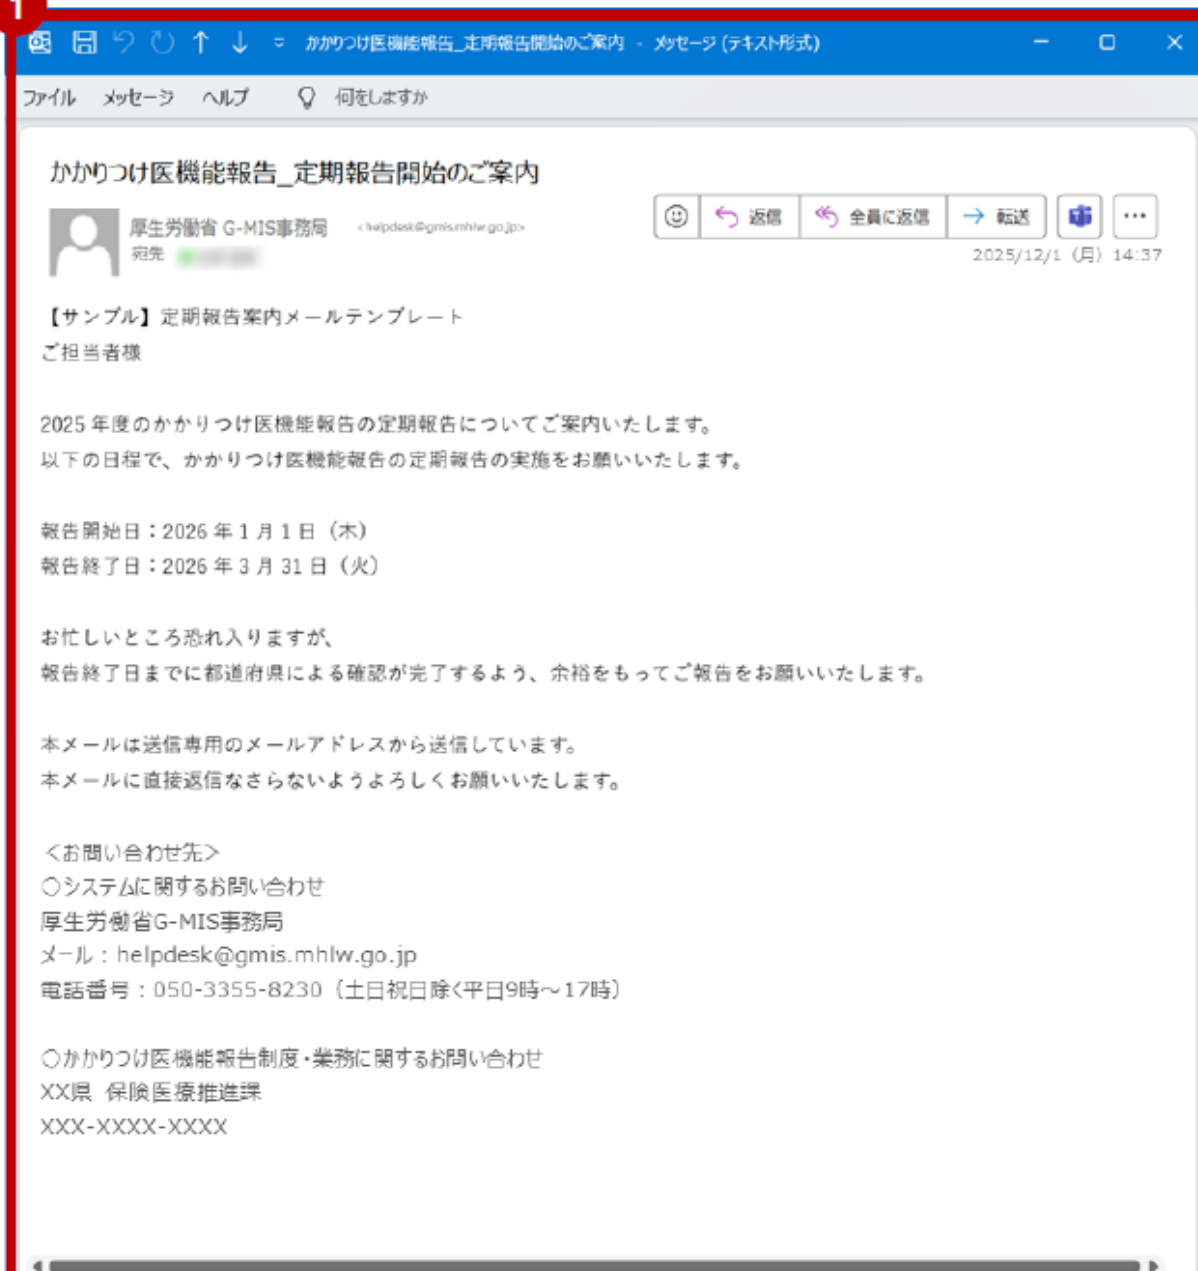 1
かかりつけ医機能報告_定期報告開始のご案内 - メッセージ (テキスト形式)
ファイル メッセージ ヘルプ 何をしますか
かかりつけ医機能報告_定期報告開始のご案内
厚生労働省 G-MIS事務局 <helpdesk@gmis.mhlw.go.jp>
宛先
返信 全員に返信 転送
2025/12/1 (月) 14:37
【サンプル】定期報告案内メールテンプレート
ご担当者様
2025 年度のかかりつけ医機能報告の定期報告についてご案内いたします。
以下の日程で、かかりつけ医機能報告の定期報告の実施をお願いいたします。
報告開始日：2026 年 1 月 1 日（木）
報告終了日：2026 年 3 月 31 日（火）
お忙しいところ恐れ入りますが、
報告終了日までに都道府県による確認が完了するよう、余裕をもってご報告をお願いいたします。
本メールは送信専用のメールアドレスから送信しています。
本メールに直接返信なさらないようよろしくお願いいたします。
＜お問い合わせ先＞
○システムに関するお問い合わせ
厚生労働省G-MIS事務局
メール：helpdesk@gmis.mhlw.go.jp
電話番号：050-3355-8230（土日祝日除く平日9時～17時）
○かかりつけ医機能報告制度・業務に関するお問い合わせ
XX県 保険医療推進課
XXX-XXXX-XXXX